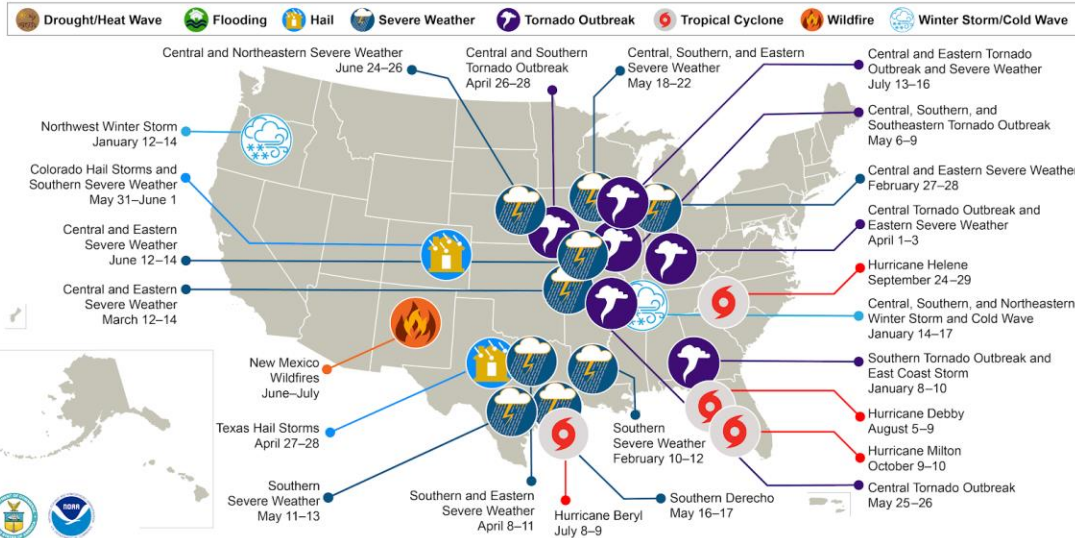 Drought/Heat Wave
Flooding
Hail
Severe Weather
Tornado Outbreak
Tropical Cyclone
Wildfire
Winter Storm/Cold Wave
Central and Northeastern Severe Weather
June 24–26
Central and Southern
Tornado Outbreak
April 26–28
Central, Southern, and Eastern
Severe Weather
May 18–22
Central and Eastern Tornado
Outbreak and Severe Weather
July 13–16
Northwest Winter Storm
January 12–14
Central, Southern, and
Southeastern Tornado Outbreak
May 6–9
Colorado Hail Storms and
Southern Severe Weather
May 31–June 1
Central and Eastern Severe Weather
February 27–28
Central and Eastern
Severe Weather
June 12–14
Central Tornado Outbreak and
Eastern Severe Weather
April 1–3
Central and Eastern
Severe Weather
March 12–14
Hurricane Helene
September 24–29
Central, Southern, and Northeastern
Winter Storm and Cold Wave
January 14–17
New Mexico
Wildfires
June–July
Southern Tornado Outbreak and
East Coast Storm
January 8–10
Texas Hail Storms
April 27–28
Southern
Severe Weather
February 10–12
Hurricane Debby
August 5–9
Hurricane Milton
October 9–10
Southern
Severe Weather
May 11–13
Southern and Eastern
Severe Weather
April 8–11
Hurricane Beryl
July 8–9
Southern Derecho
May 16–17
Central Tornado Outbreak
May 25–26
NOAA